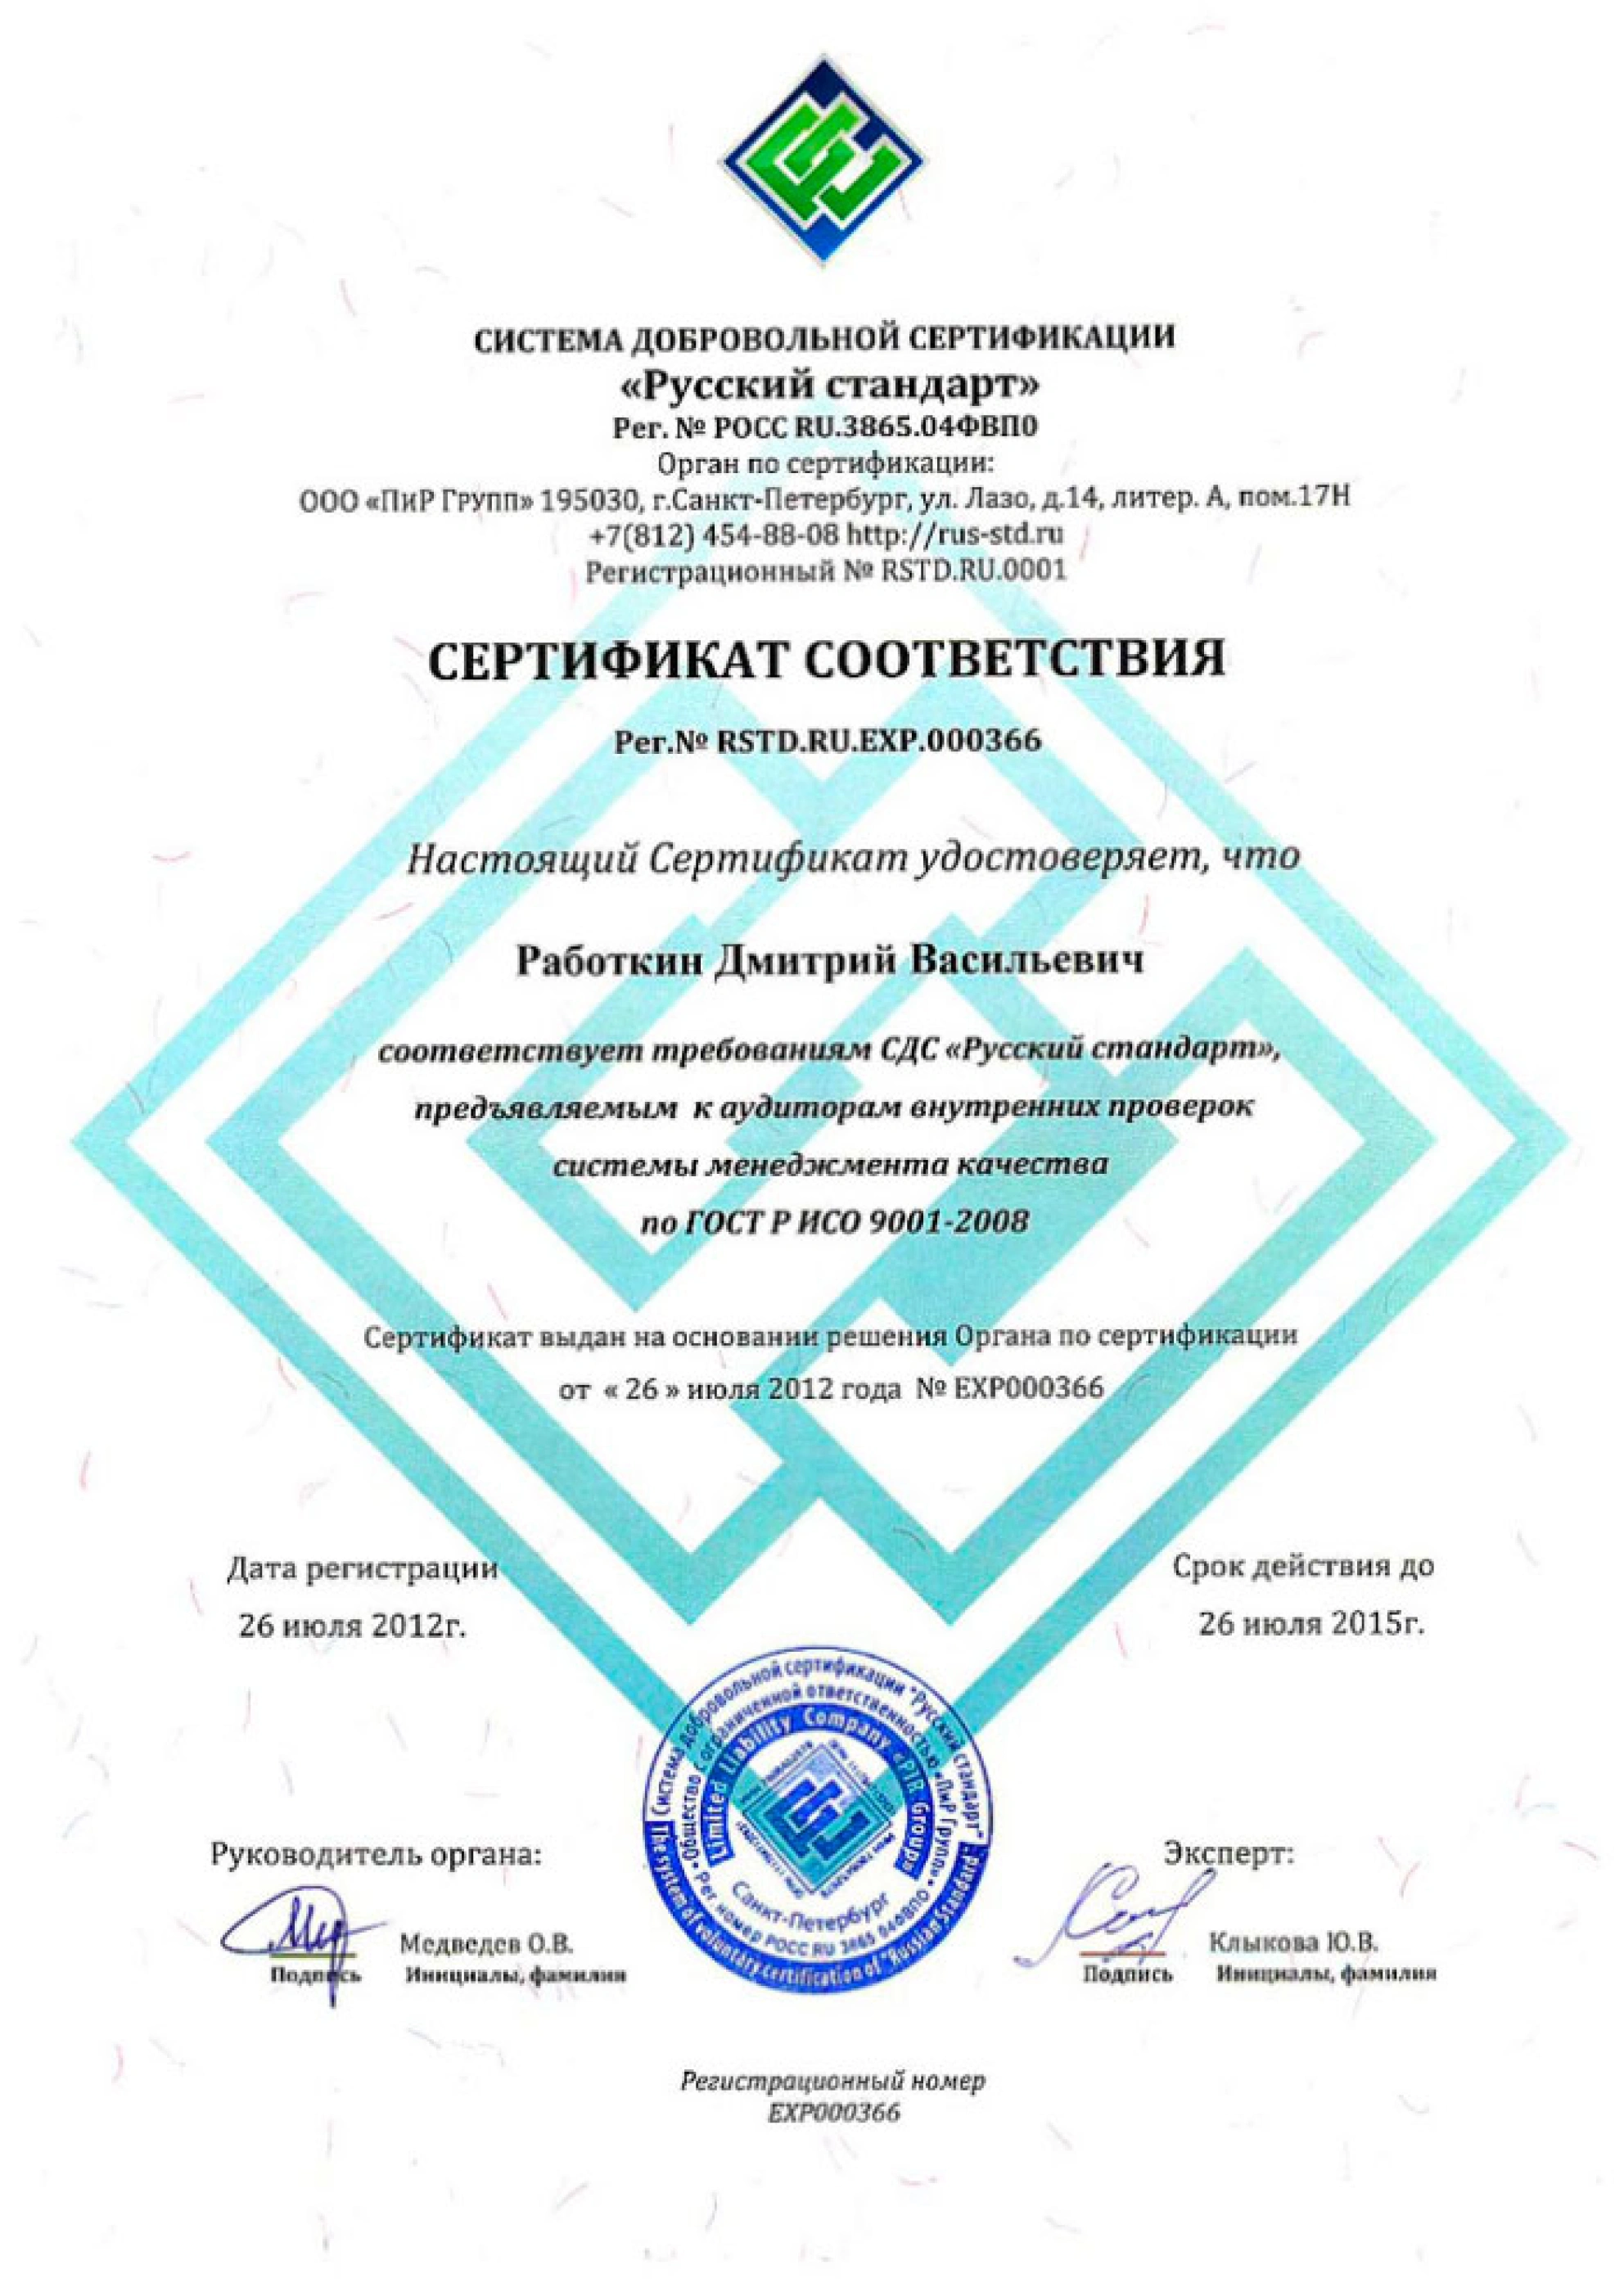 СИСТЕМА ДОБРОВОЛЬНОЙ СЕРТИФИКАЦИИ
«Русский стандарт»
Рег. № РОСС RU.3865.04ФВП0
Орган по сертификации:
ООО «ПиР ГРУПП» 195030, г.Санкт-Петербург, ул. Лазо, д.14, литер. А, пом.17Н
+7(812) 454-88-08 http://rus-std.ru
Регистрационный № RSTD.RU.0001
СЕРТИФИКАТ СООТВЕТСТВИЯ
Рег.№ RSTD.RU.EXP.000366
Настоящий Сертификат удостоверяет, что
Работкин Дмитрий Васильевич
соответствует требованиям СДС «Русский стандарт»,
предъявляемым к аудиторам внутренних проверок
системы менеджмента качества
по ГОСТ Р ИСО 9001-2008
Сертификат выдан на основании решения Органа по сертификации
от « 26 » июля 2012 года № EXP000366
Дата регистрации
26 июля 2012г.
Срок действия до
26 июля 2015г.
Система добровольной сертификации "Русский стандарт"
The system of voluntary certification of "Russian Standard"
Общество с ограниченной ответственностью «ПиР Групп»
Рег. номер РОСС RU 3865 04ФВП0
Limited Liability Company «PIR Group»
Санкт-Петербург
Руководитель органа:
Медведев О.В.
Подпись Инициалы, фамилия
Эксперт:
Клыкова Ю.В.
Подпись Инициалы, фамилия
Регистрационный номер
EXP000366